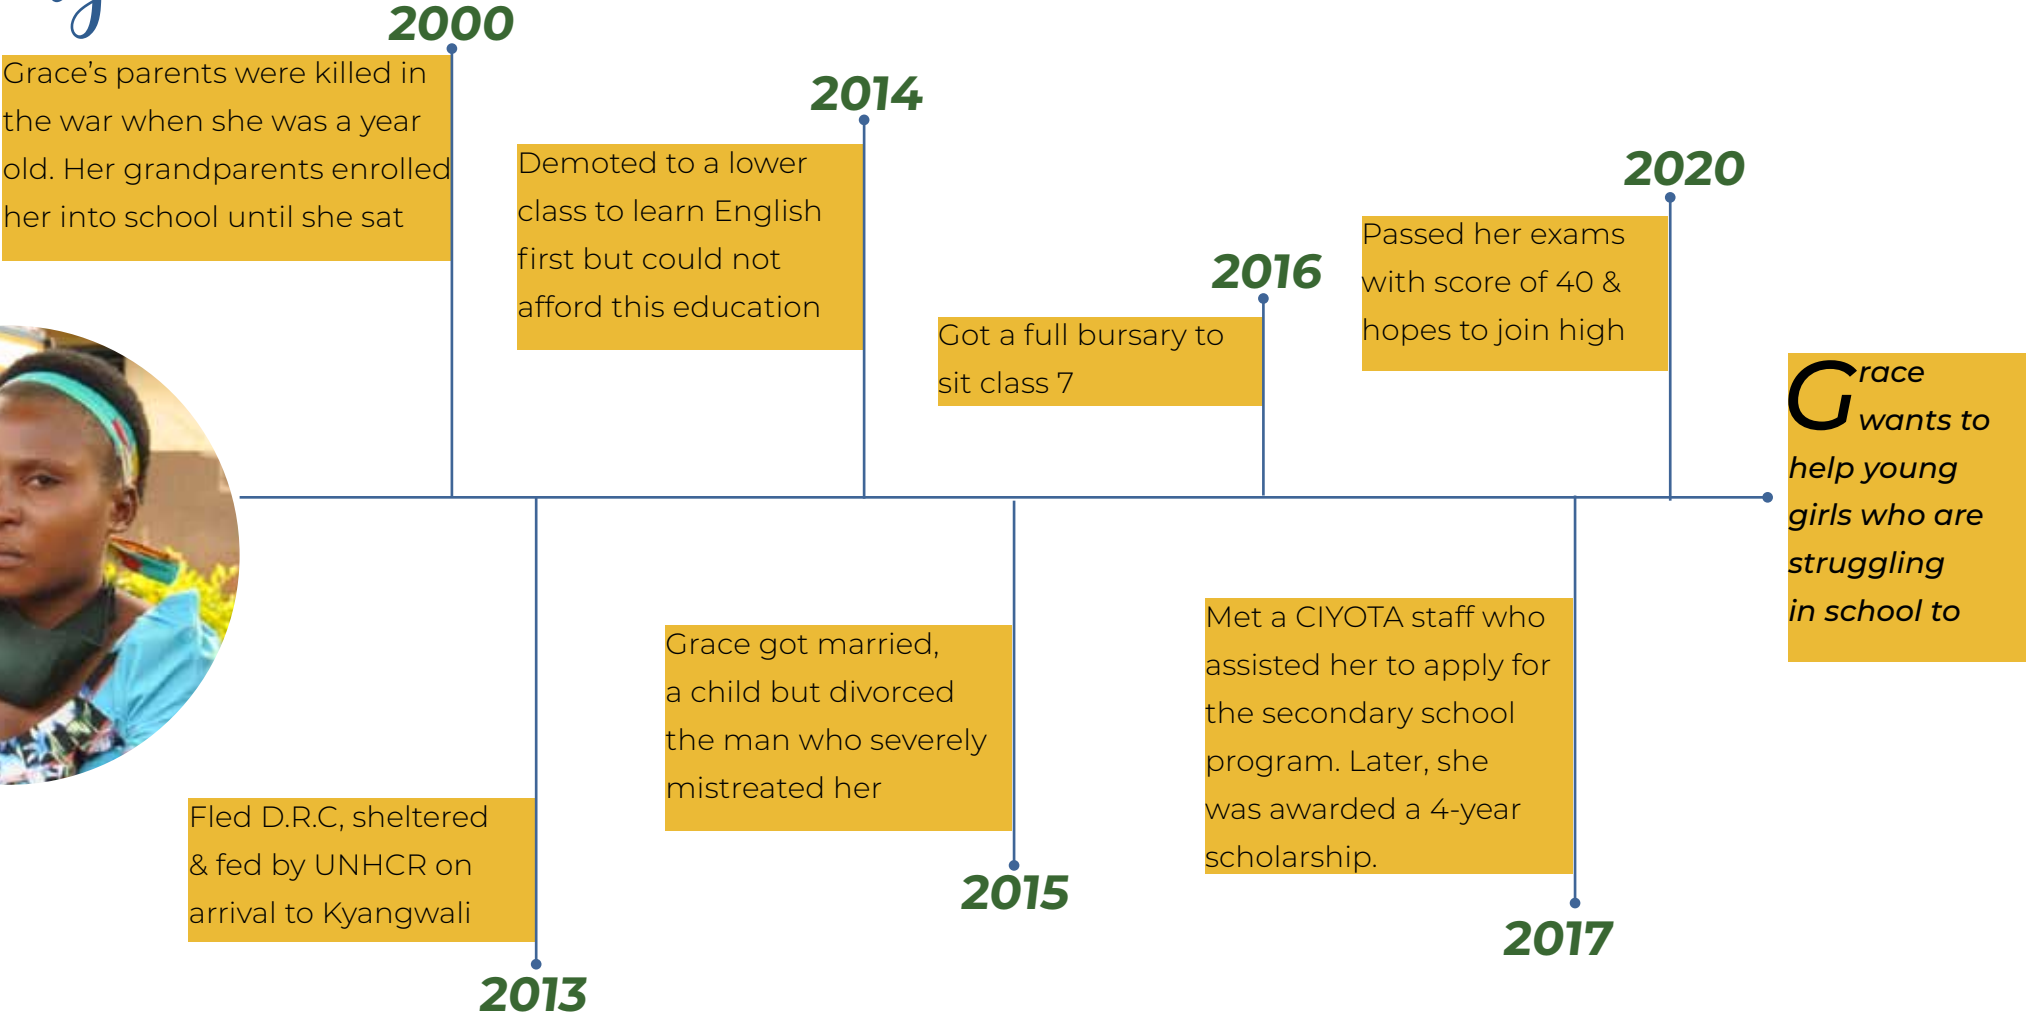 2000
Grace's parents were killed in
the war when she was a year
old. Her grandparents enrolled
her into school until she sat
2014
Demoted to a lower
class to learn English
first but could not
afford this education
2016
Got a full bursary to
sit class 7
2020
Passed her exams
with score of 40 &
hopes to join high
Grace
wants to
help young
girls who are
struggling
in school to
Fled D.R.C, sheltered
& fed by UNHCR on
arrival to Kyangwali
2013
Grace got married,
a child but divorced
the man who severely
mistreated her
2015
Met a CIYOTA staff who
assisted her to apply for
the secondary school
program. Later, she
was awarded a 4-year
scholarship.
2017